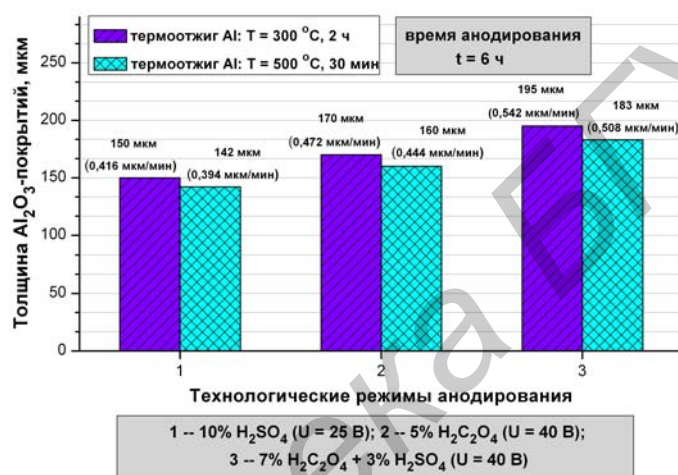 термоотжиг Al: T = 300 °C, 2 ч
термоотжиг Al: T = 500 °C, 30 мин
время анодирования
t = 6 ч
Толщина Al₂O₃-покрытий, мкм
250
200
150
100
50
0
150 мкм
(0,416 мкм/мин)
142 мкм
(0,394 мкм/мин)
170 мкм
(0,472 мкм/мин)
160 мкм
(0,444 мкм/мин)
195 мкм
(0,542 мкм/мин)
183 мкм
(0,508 мкм/мин)
1
2
3
Технологические режимы анодирования
1 -- 10% H₂SO₄ (U = 25 В); 2 -- 5% H₂C₂O₄ (U = 40 В);
3 -- 7% H₂C₂O₄ + 3% H₂SO₄ (U = 40 В)